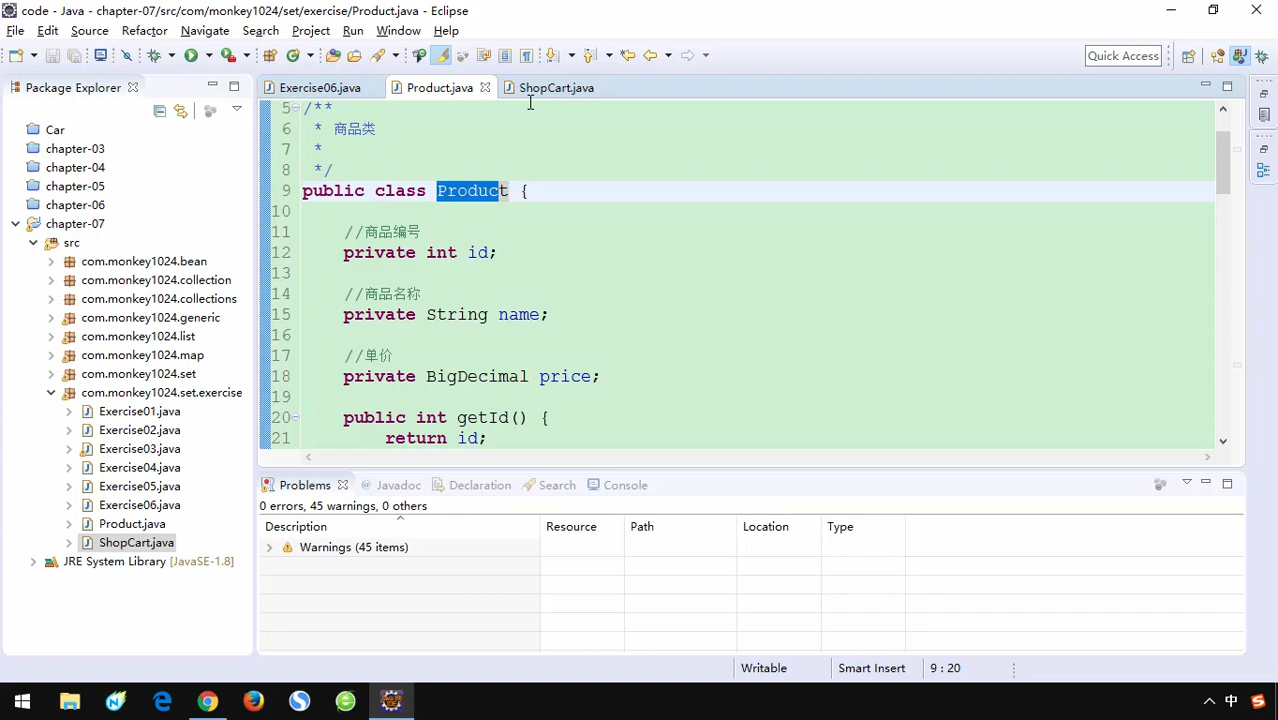 code - Java - chapter-07/src/com/monkey1024/set/exercise/Product.java - Eclipse
File Edit Source Refactor Navigate Search Project Run Window Help
Quick Access
Package Explorer
Exercise06.java
Product.java
ShopCart.java
Car
chapter-03
chapter-04
chapter-05
chapter-06
chapter-07
src
com.monkey1024.bean
com.monkey1024.collection
com.monkey1024.collections
com.monkey1024.generic
com.monkey1024.list
com.monkey1024.map
com.monkey1024.set
com.monkey1024.set.exercise
Exercise01.java
Exercise02.java
Exercise03.java
Exercise04.java
Exercise05.java
Exercise06.java
Product.java
ShopCart.java
JRE System Library [JavaSE-1.8]
5 /**
6 * 商品类
7 *
8 */
9 public class Product {
10
11 //商品编号
12 private int id;
13
14 //商品名称
15 private String name;
16
17 //单价
18 private BigDecimal price;
19
20 public int getId() {
21 return id;
Problems Javadoc Declaration Search Console
0 errors, 45 warnings, 0 others
Description Resource Path Location Type
Warnings (45 items)
Writable Smart Insert 9 : 20
中